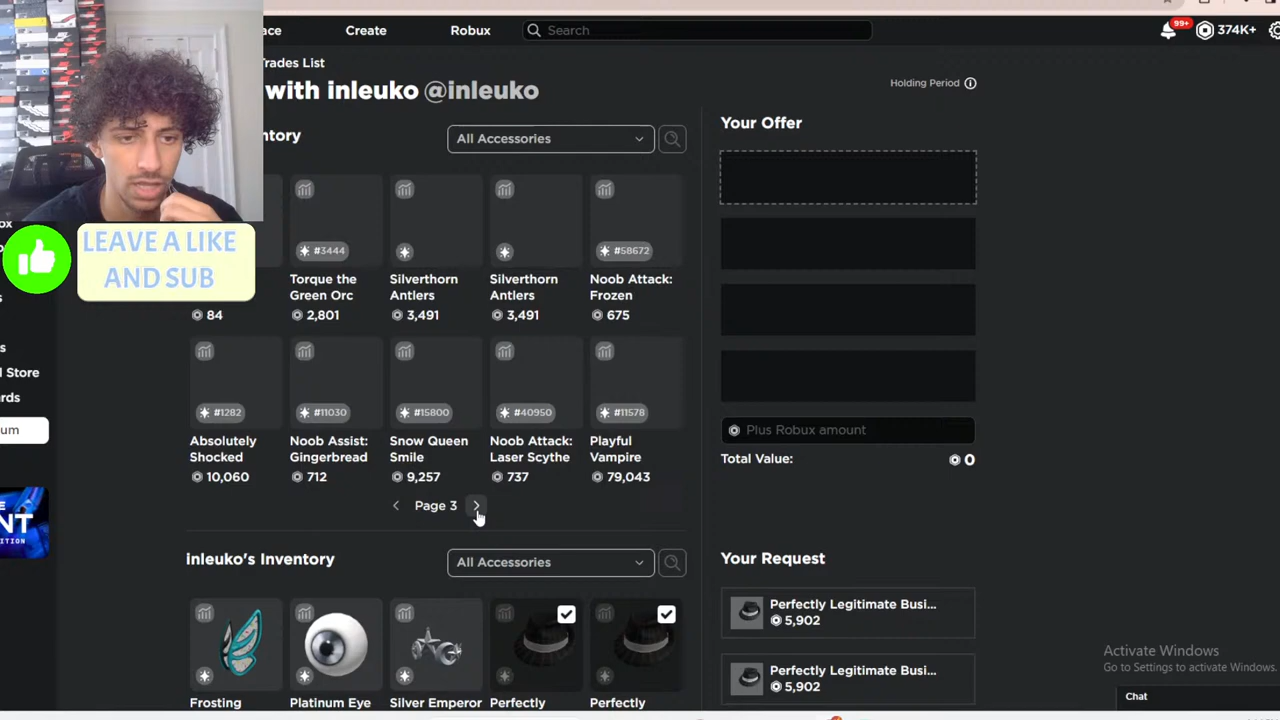 ace
Create
Robux
Search
99+
374K+
Trades List
with inleuko @inleuko
Holding Period
ntory
All Accessories
Your Offer
#3444
#58672
Torque the
Green Orc
2,801
Silverthorn
Antlers
3,491
Silverthorn
Antlers
3,491
Noob Attack:
Frozen
675
84
LEAVE A LIKE
AND SUB
#1282
#11030
#15800
#40950
#11578
Absolutely
Shocked
10,060
Noob Assist:
Gingerbread
712
Snow Queen
Smile
9,257
Noob Attack:
Laser Scythe
737
Playful
Vampire
79,043
Page 3
Plus Robux amount
Total Value:
0
ox
s
s
d Store
rds
um
E
NT
DITION
inleuko's Inventory
All Accessories
Frosting
Platinum Eye
Silver Emperor
Perfectly
Perfectly
Your Request
Perfectly Legitimate Busi...
5,902
Perfectly Legitimate Busi...
5,902
Activate Windows
Go to Settings to activate Windows.
Chat